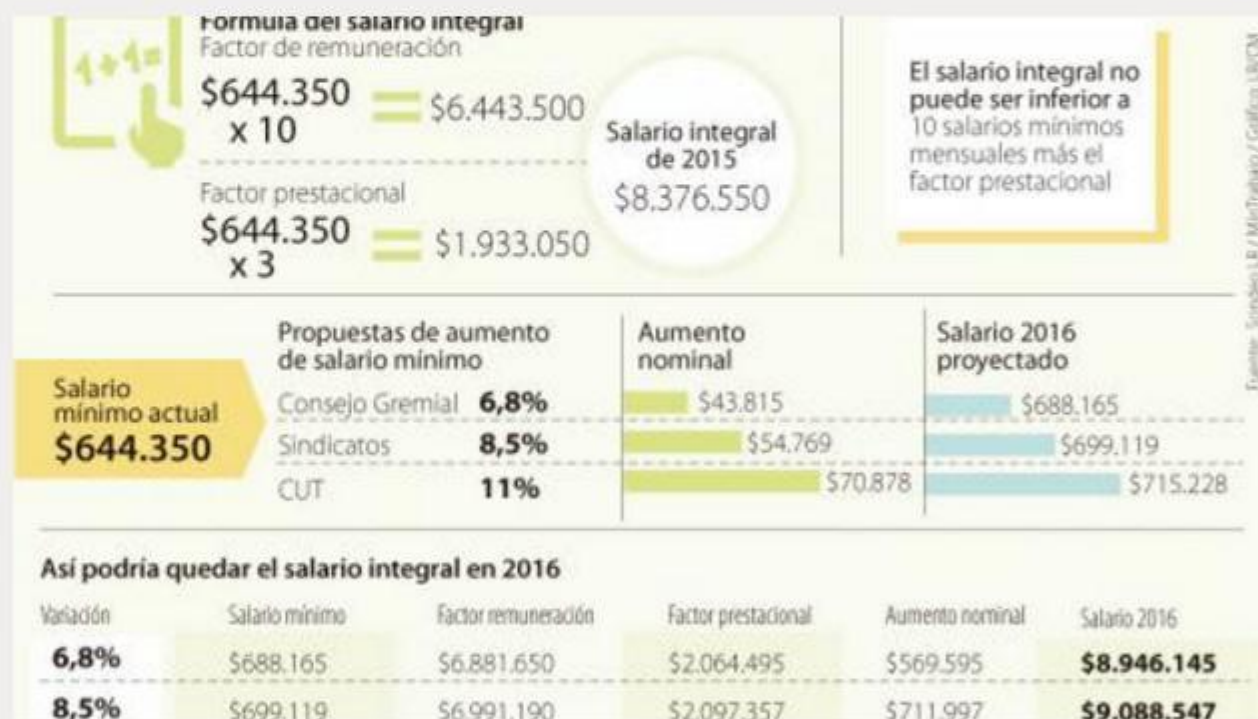 Fórmula del salario integral
1+1=
Factor de remuneración
$644.350
x 10
$6.443.500
Factor prestacional
$644.350
x 3
$1.933.050
Salario integral
de 2015
$8.376.550
El salario integral no
puede ser inferior a
10 salarios mínimos
mensuales más el
factor prestacional
Salario
mínimo actual
$644.350
Propuestas de aumento
de salario mínimo
Aumento
nominal
Salario 2016
proyectado
Consejo Gremial 6,8% $43.815 $688.165
Sindicatos 8,5% $54.769 $699.119
CUT 11% $70.878 $715.228
Así podría quedar el salario integral en 2016
Variación Salario mínimo Factor remuneración Factor prestacional Aumento nominal Salario 2016
6,8% $688.165 $6.881.650 $2.064.495 $569.595 $8.946.145
8,5% $699.119 $6.991.190 $2.097.357 $711.997 $9.088.547